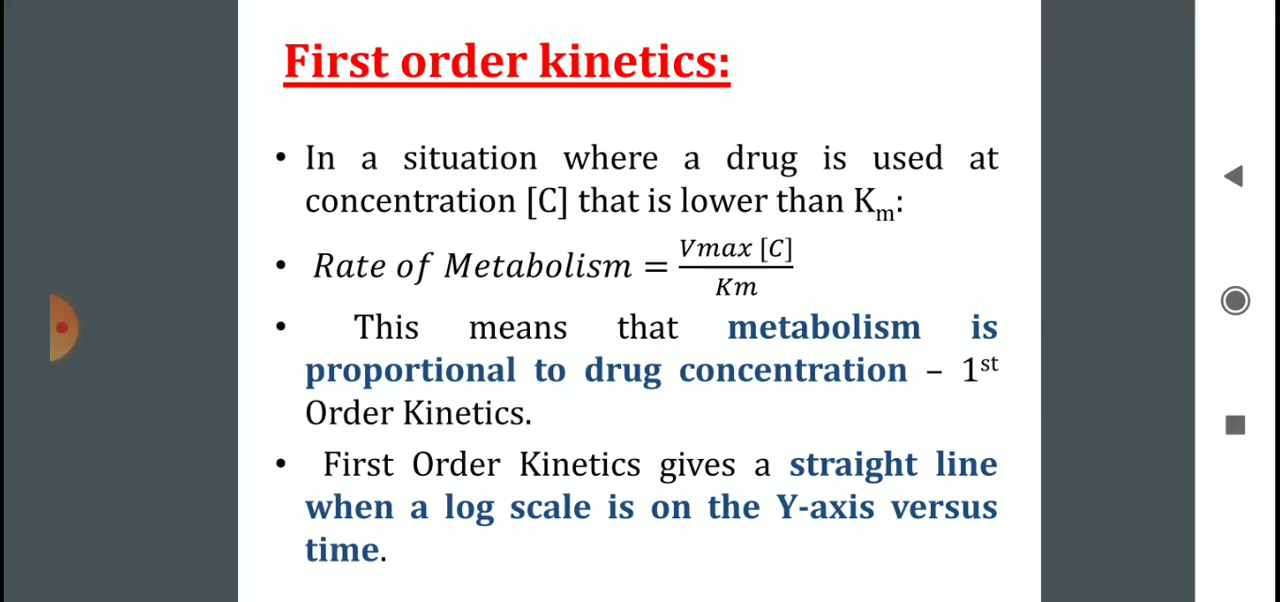 First order kinetics:
• In a situation where a drug is used at
concentration [C] that is lower than Km:
• Rate of Metabolism = Vmax [C] / Km
• This means that metabolism is
proportional to drug concentration – 1st
Order Kinetics.
• First Order Kinetics gives a straight line
when a log scale is on the Y-axis versus
time.